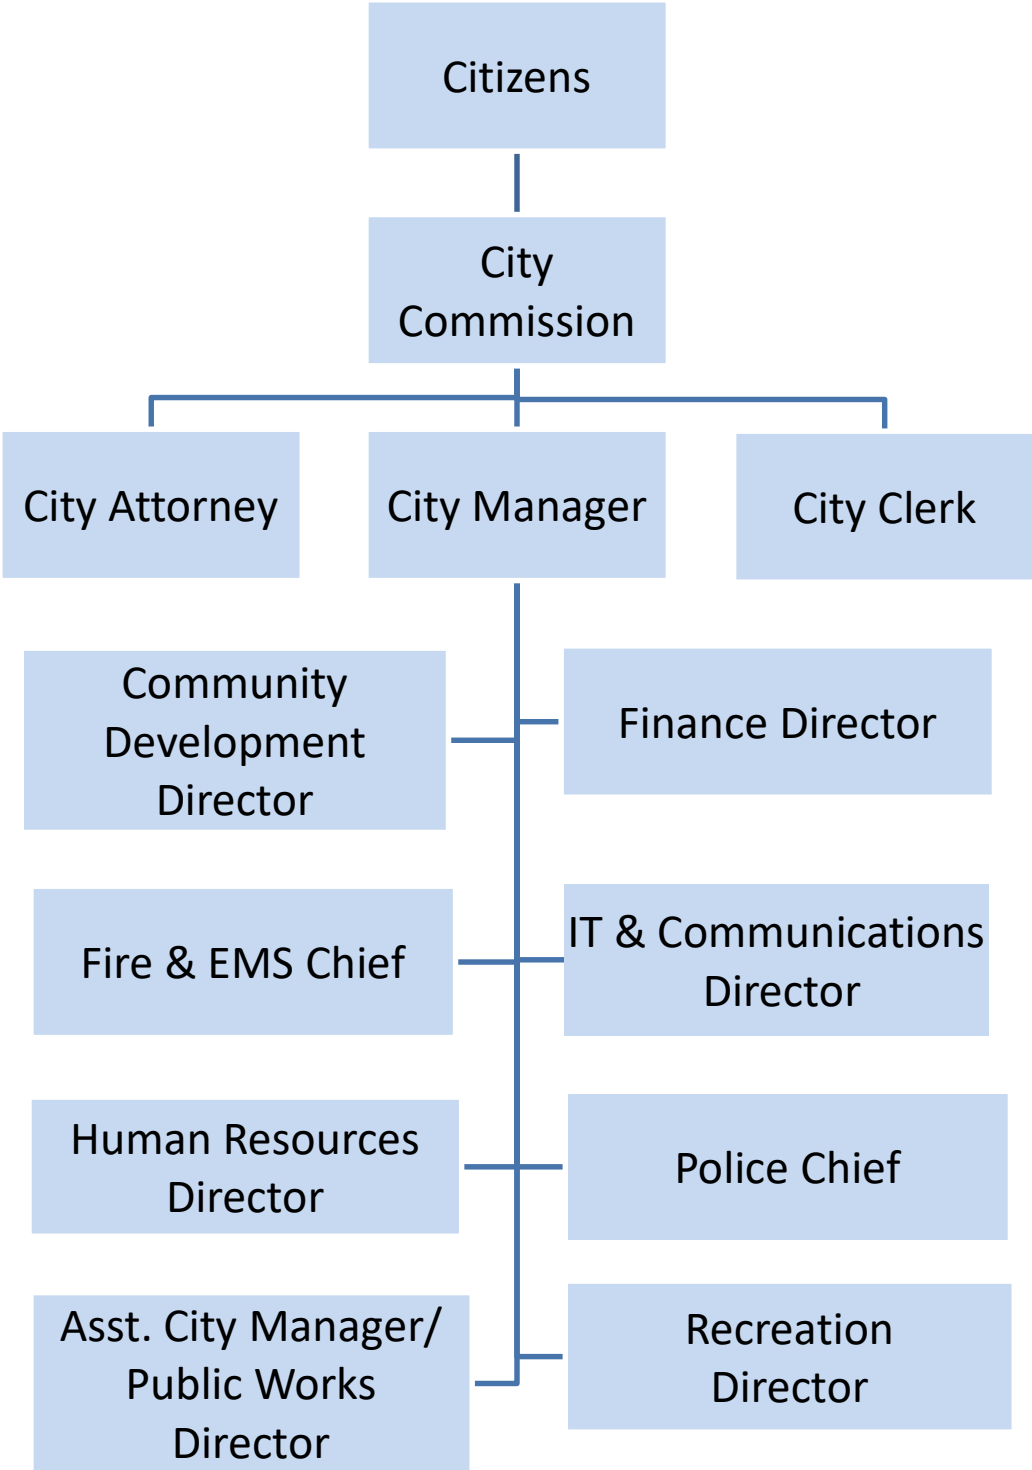 Citizens
City
Commission
City Attorney
City Manager
City Clerk
Community
Development
Director
Finance Director
Fire & EMS Chief
IT & Communications
Director
Human Resources
Director
Police Chief
Asst. City Manager/
Public Works
Director
Recreation
Director